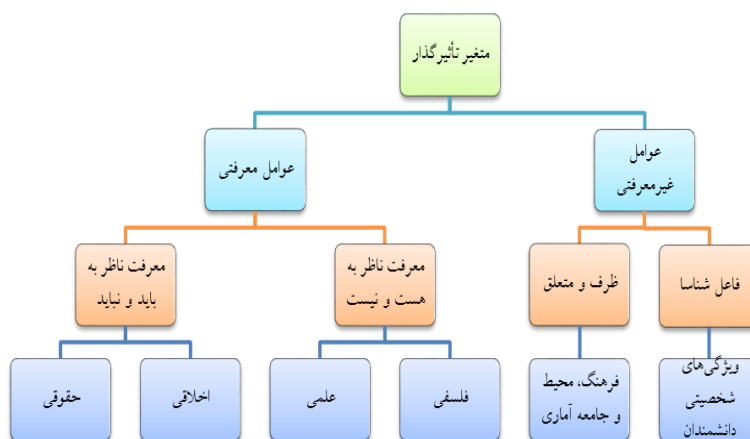 متغیر تأثیرگذار
عوامل
غیرمعرفتی
عوامل معرفتی
فاعل شناسا
ظرف و متعلق
معرفت ناظر به
هست و نیست
معرفت ناظر به
باید و نباید
ویژگی‌های
شخصیتی
دانشمندان
فرهنگ، محیط
و جامعه آماری
فلسفی
علمی
اخلاقی
حقوقی